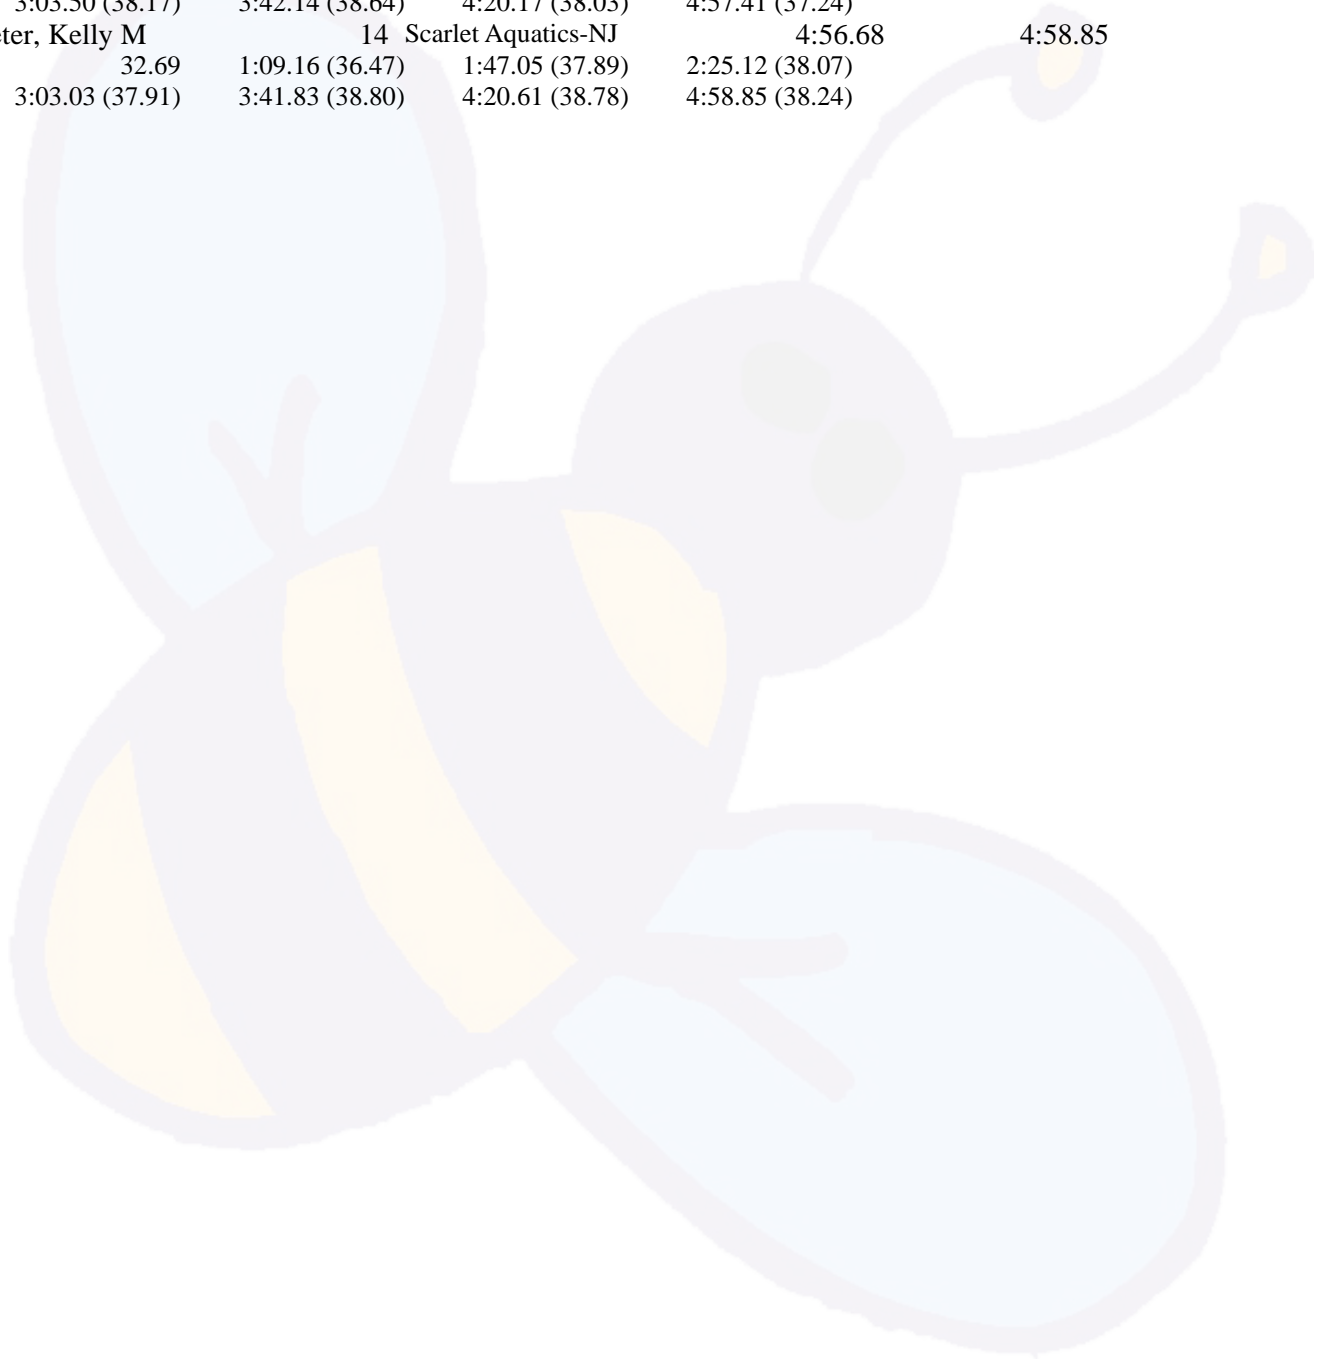 3:03.50 (38.17) 3:42.14 (38.64) 4:20.17 (38.03) 4:57.41 (37.24)
Kelly M 14 Scarlet Aquatics-NJ 4:56.68 4:58.85
32.69 1:09.16 (36.47) 1:47.05 (37.89) 2:25.12 (38.07)
3:03.03 (37.91) 3:41.83 (38.80) 4:20.61 (38.78) 4:58.85 (38.24)